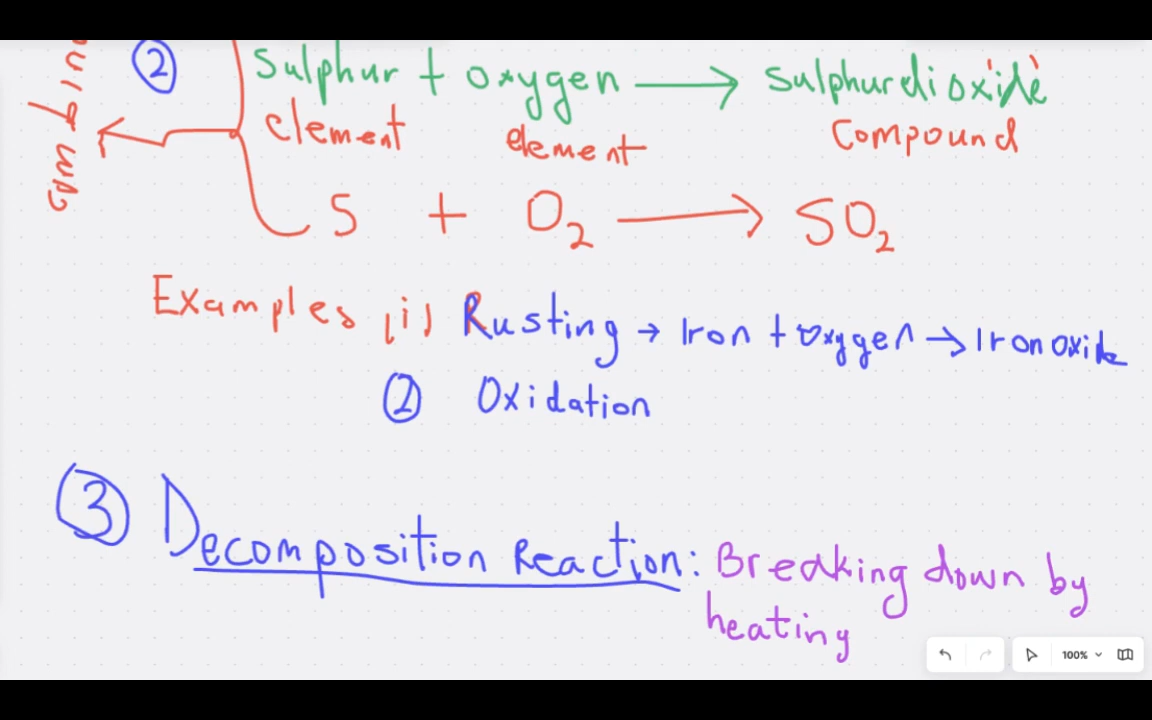 ② Sulphur + oxygen → Sulphurdioxide
element element Compound
S + O₂ → SO₂
Examples (i) Rusting → Iron + oxygen → Iron oxide
② Oxidation
③ Decomposition Reaction: Breaking down by
heating
100%